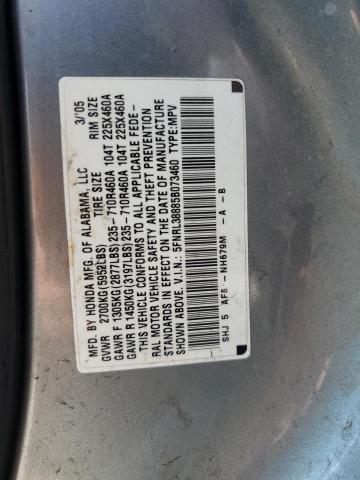 MFD. BY HONDA MFG. OF ALABAMA, LLC 3/'05
GVWR 2700KG(5952LBS) TIRE SIZE RIM SIZE
GAWR F 1305KG(2877LBS)235-710R460A 104T 225X460A
GAWR R 1450KG(3197LBS)235-710R460A 104T 225X460A
THIS VEHICLE CONFORMS TO ALL APPLICABLE FEDE-
RAL MOTOR VEHICLE SAFETY AND THEFT PREVENTION
STANDARDS IN EFFECT ON THE DATE OF MANUFACTURE
SHOWN ABOVE. V.I.N.: 5FNRL38885B073460 TYPE:MPV
SHJ 5 AF8 - NH679M - A - B